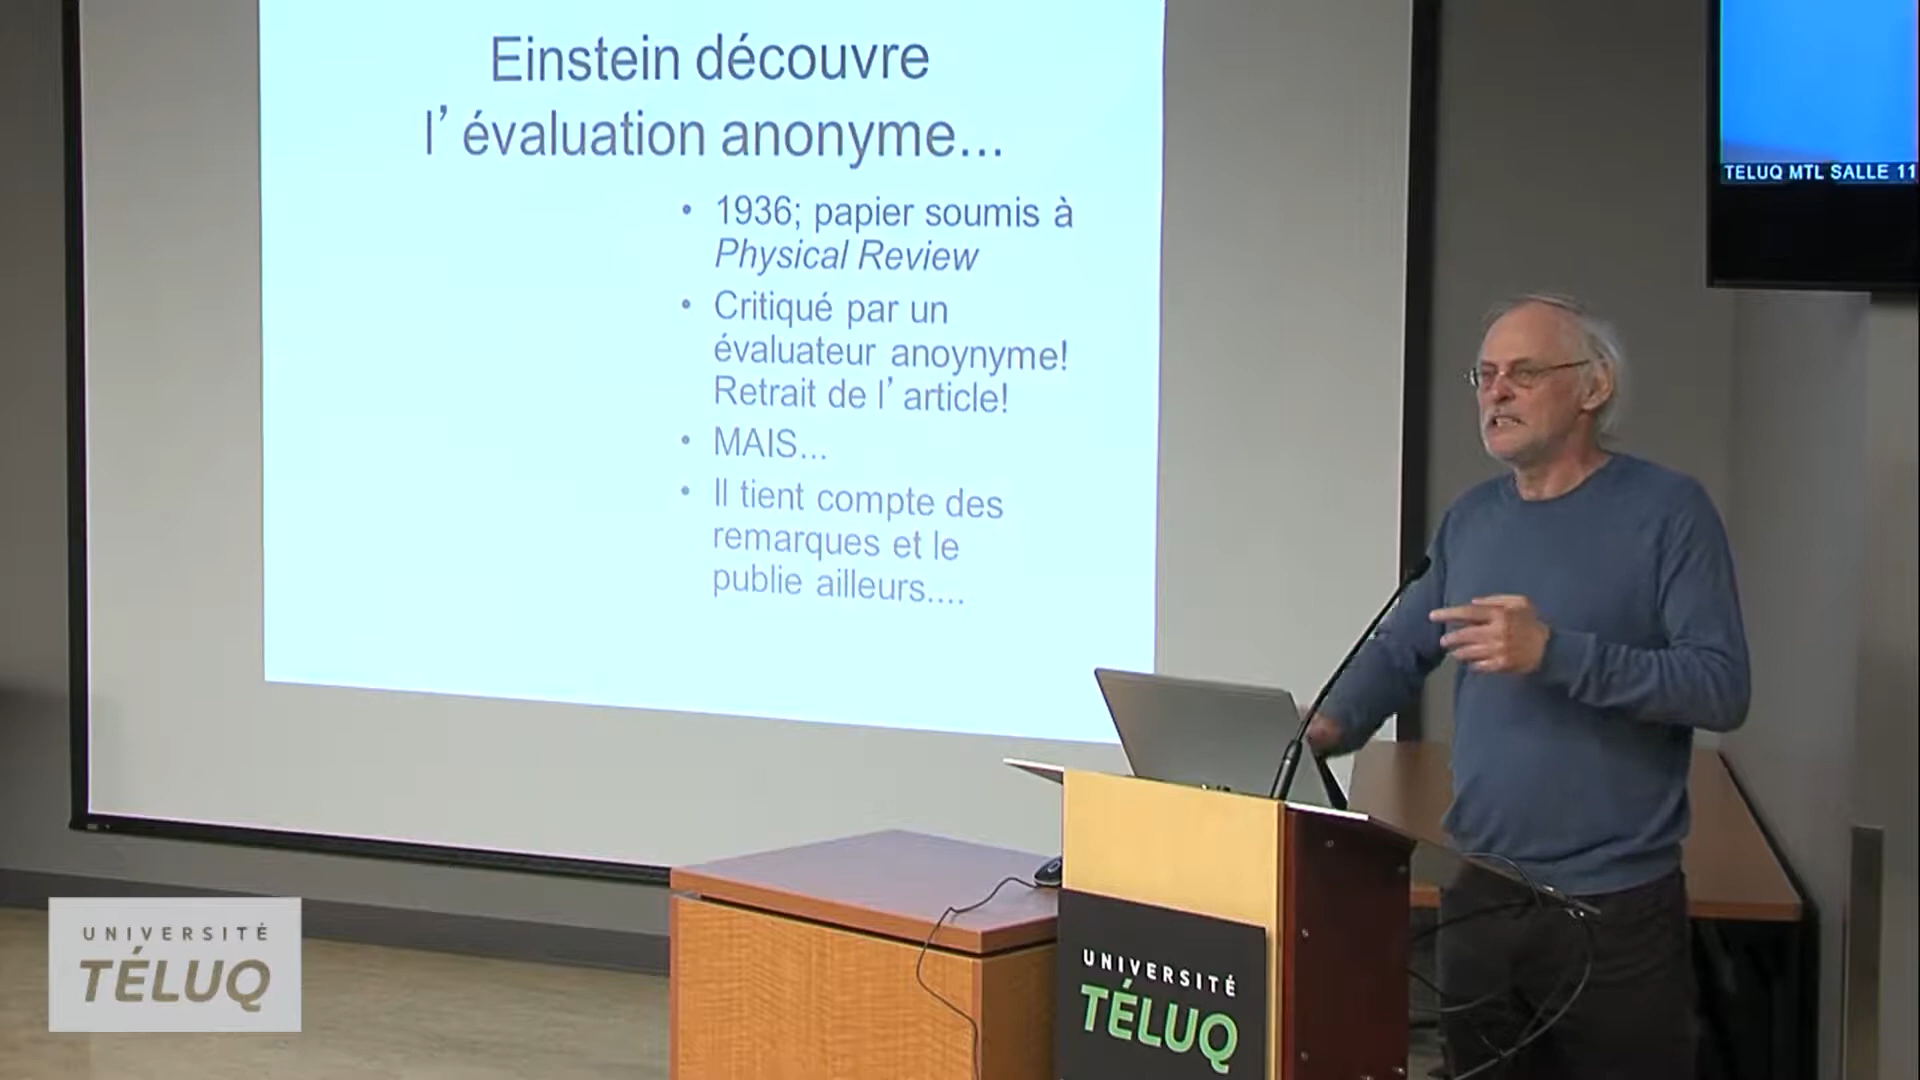 Einstein découvre
l’ évaluation anonyme...
• 1936; papier soumis à
Physical Review
• Critiqué par un
évaluateur anoynyme!
Retrait de l’ article!
• MAIS...
• Il tient compte des
remarques et le
publie ailleurs....
TELUQ MTL SALLE 11
UNIVERSITÉ
TÉLUQ
UNIVERSITÉ
TÉLUQ